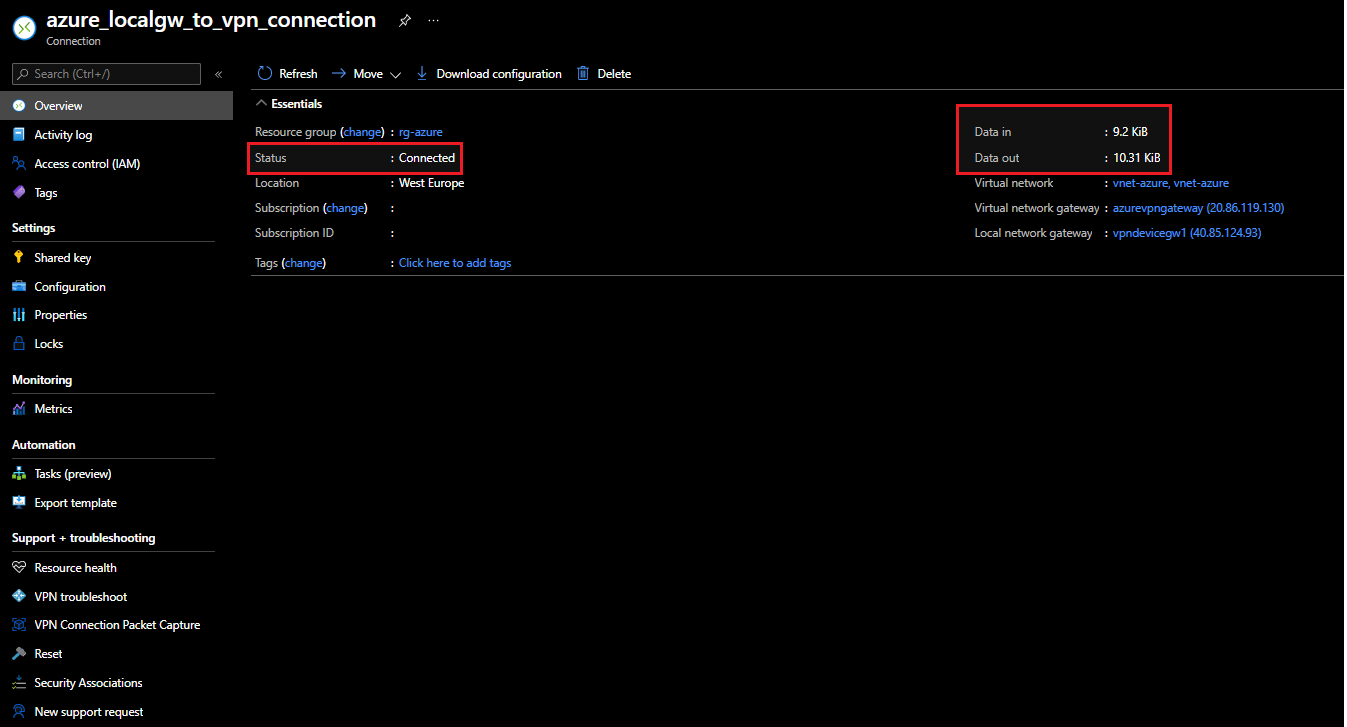 azure_localgw_to_vpn_connection ...
Connection
Search (Ctrl+/) «
Overview
Activity log
Access control (IAM)
Tags
Settings
Shared key
Configuration
Properties
Locks
Monitoring
Metrics
Automation
Tasks (preview)
Export template
Support + troubleshooting
Resource health
VPN troubleshoot
VPN Connection Packet Capture
Reset
Security Associations
New support request
Refresh Move Download configuration Delete
Essentials
Resource group (change) : rg-azure
Status : Connected
Location : West Europe
Subscription (change) :
Subscription ID :
Tags (change) : Click here to add tags
Data in : 9.2 KiB
Data out : 10.31 KiB
Virtual network : vnet-azure, vnet-azure
Virtual network gateway : azurevpngateway (20.86.119.130)
Local network gateway : vpndevicegw1 (40.85.124.93)